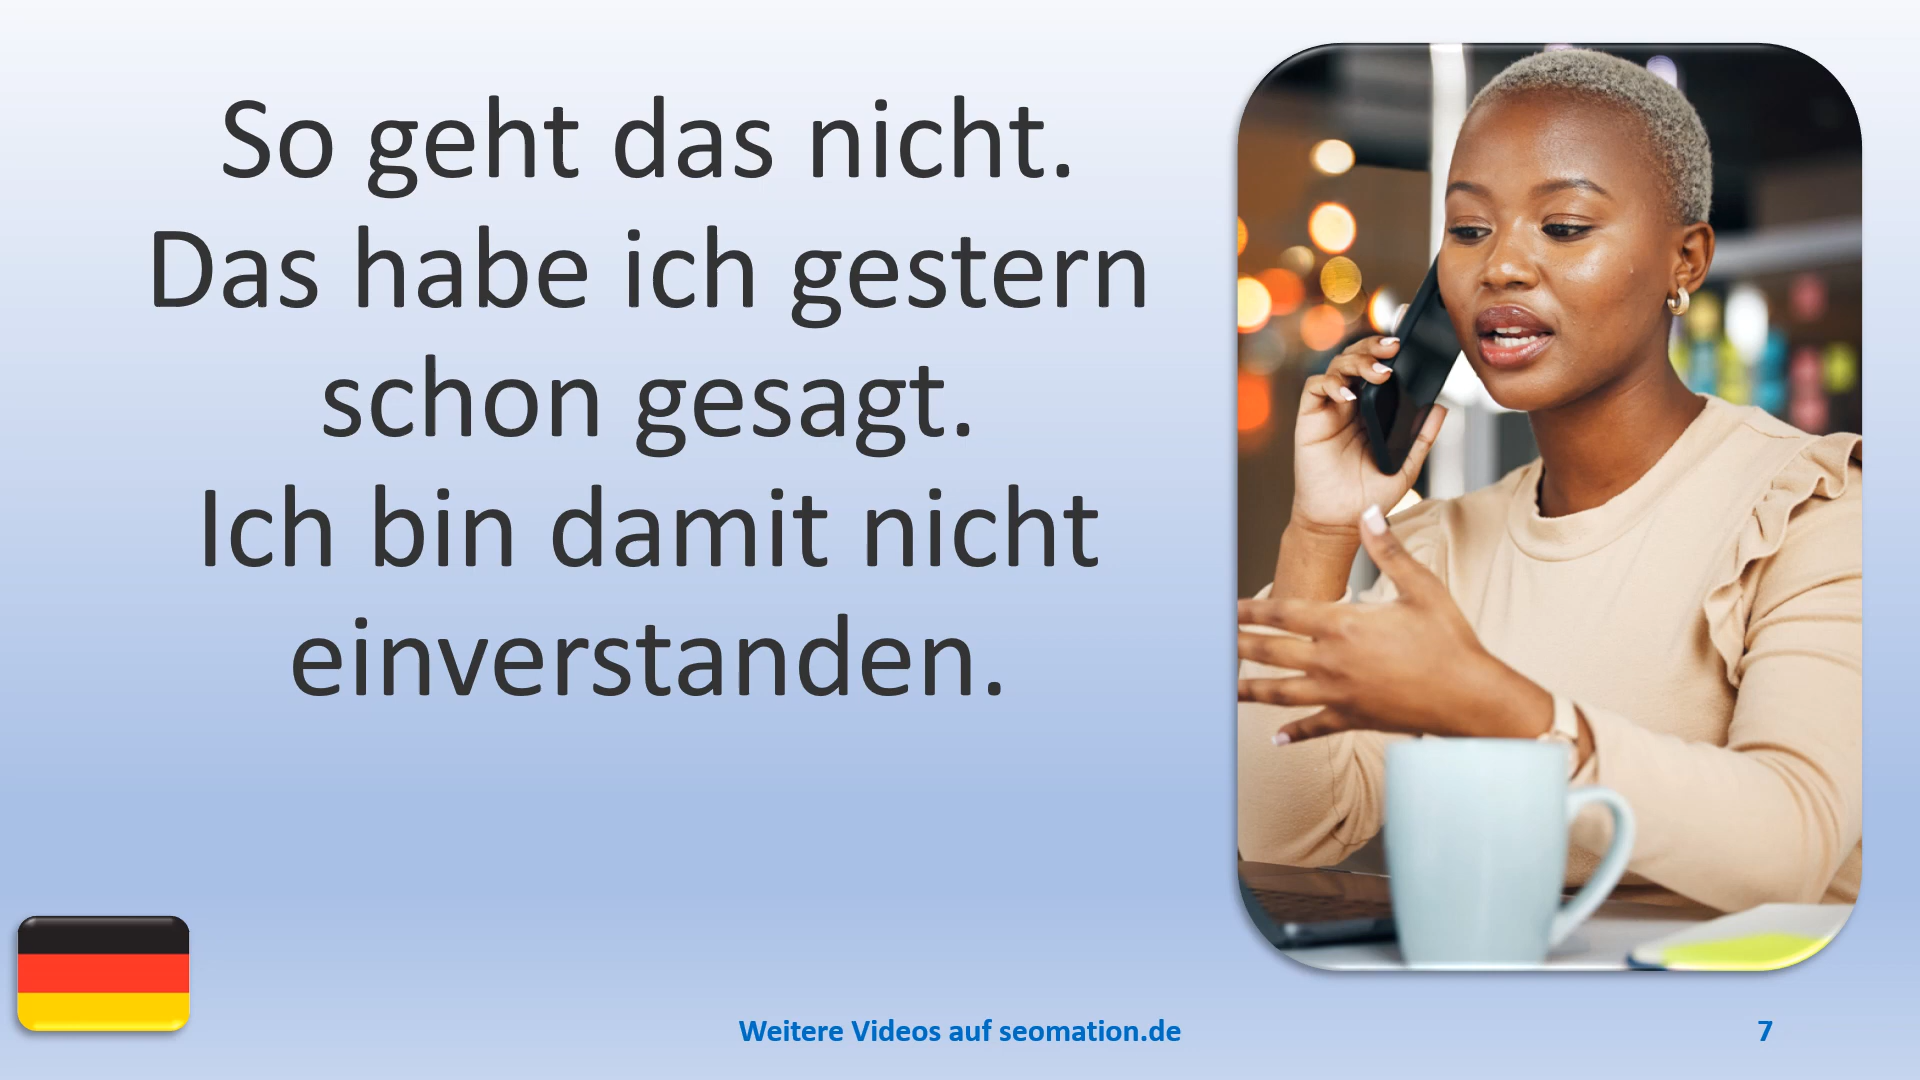 So geht das nicht.
Das habe ich gestern
schon gesagt.
Ich bin damit nicht
einverstanden.
Weitere Videos auf seomation.de
7